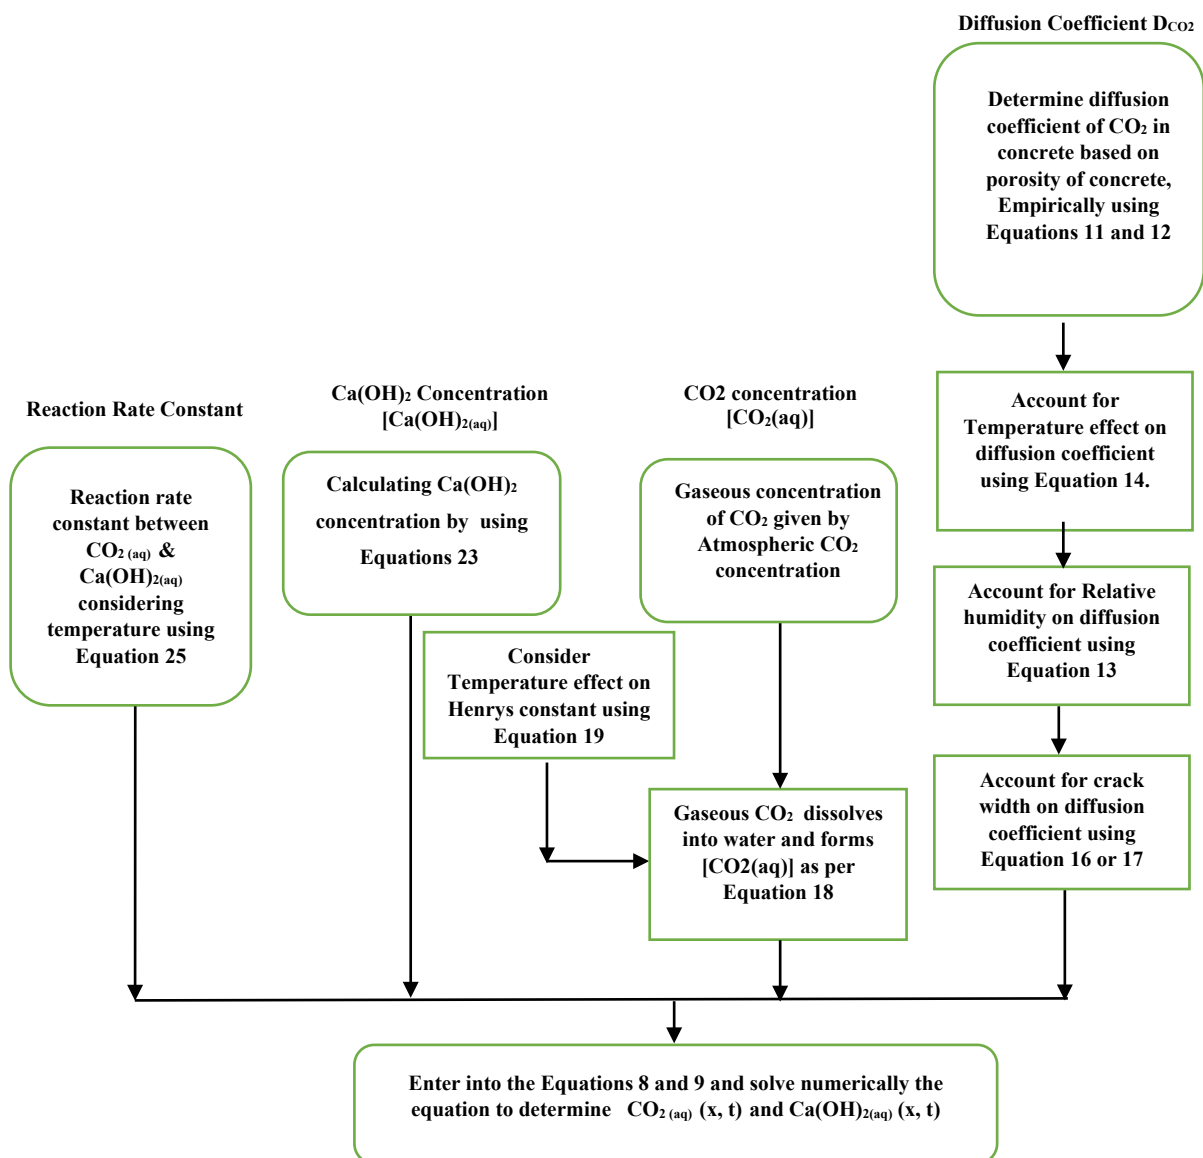 Diffusion Coefficient D_CO2
Determine diffusion
coefficient of CO₂ in
concrete based on
porosity of concrete,
Empirically using
Equations 11 and 12
Account for
Temperature effect on
diffusion coefficient
using Equation 14.
Account for Relative
humidity on diffusion
coefficient using
Equation 13
Account for crack
width on diffusion
coefficient using
Equation 16 or 17
CO2 concentration
[CO₂(aq)]
Gaseous concentration
of CO₂ given by
Atmospheric CO₂
concentration
Gaseous CO₂ dissolves
into water and forms
[CO2(aq)] as per
Equation 18
Consider
Temperature effect on
Henrys constant using
Equation 19
Ca(OH)₂ Concentration
[Ca(OH)₂(aq)]
Calculating Ca(OH)₂
concentration by using
Equations 23
Reaction Rate Constant
Reaction rate
constant between
CO₂ (aq) &
Ca(OH)₂(aq)
considering
temperature using
Equation 25
Enter into the Equations 8 and 9 and solve numerically the
equation to determine CO₂ (aq) (x, t) and Ca(OH)₂(aq) (x, t)